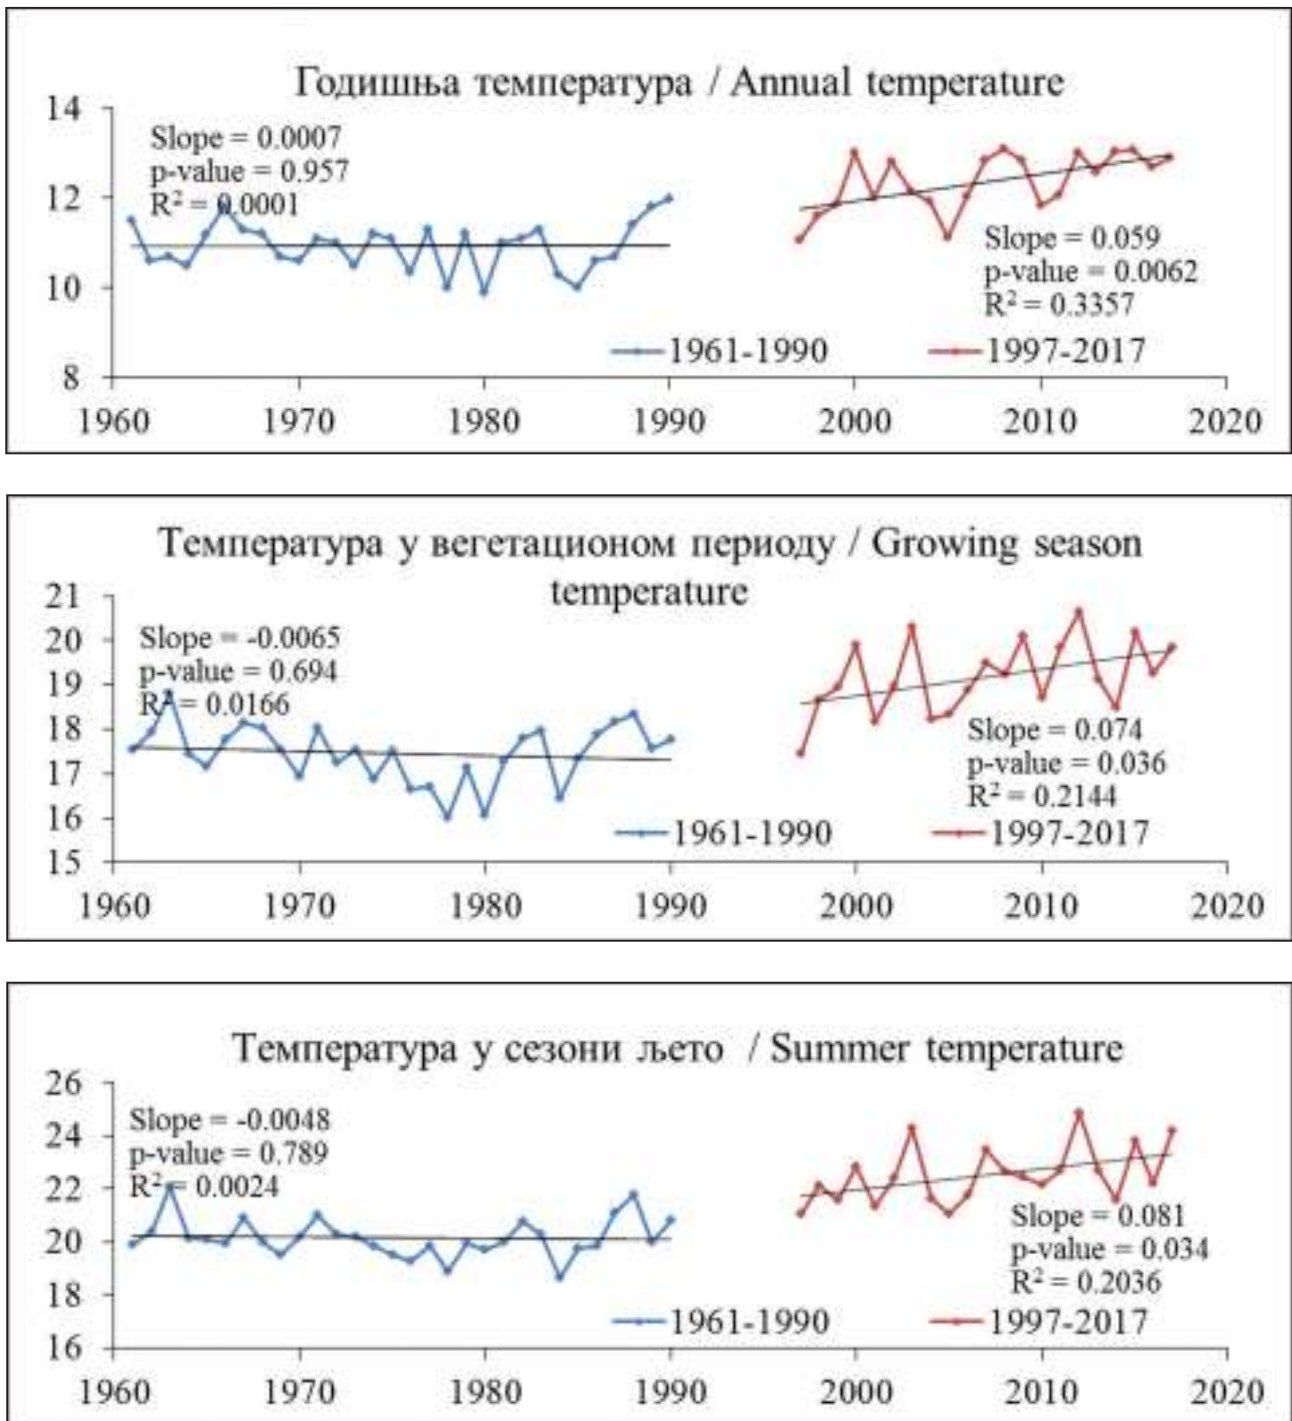 Годишња температура / Annual temperature
14
12
10
8
Slope = 0.0007
p-value = 0.957
R² = 0.0001
Slope = 0.059
p-value = 0.0062
R² = 0.3357
1961-1990 1997-2017
1960 1970 1980 1990 2000 2010 2020
Температура у вегетационом периоду / Growing season
temperature
21
20
19
18
17
16
15
Slope = -0.0065
p-value = 0.694
R² = 0.0166
Slope = 0.074
p-value = 0.036
R² = 0.2144
1961-1990 1997-2017
1960 1970 1980 1990 2000 2010 2020
Температура у сезони љето / Summer temperature
26
24
22
20
18
16
Slope = -0.0048
p-value = 0.789
R² = 0.0024
Slope = 0.081
p-value = 0.034
R² = 0.2036
1961-1990 1997-2017
1960 1970 1980 1990 2000 2010 2020